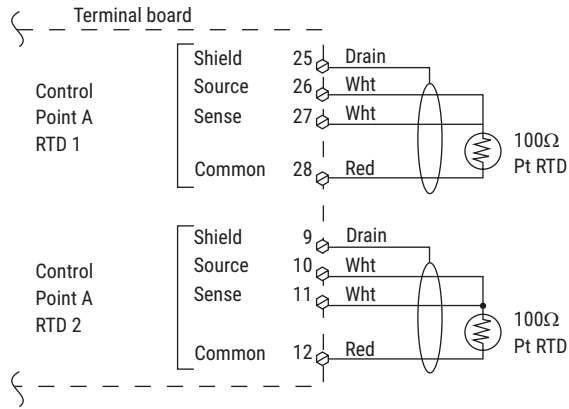 Terminal board
Shield 25 Drain
Source 26 Wht
Sense 27 Wht
Common 28 Red
Control
Point A
RTD 1
100Ω
Pt RTD
Shield 9 Drain
Source 10 Wht
Sense 11 Wht
Common 12 Red
Control
Point A
RTD 2
100Ω
Pt RTD